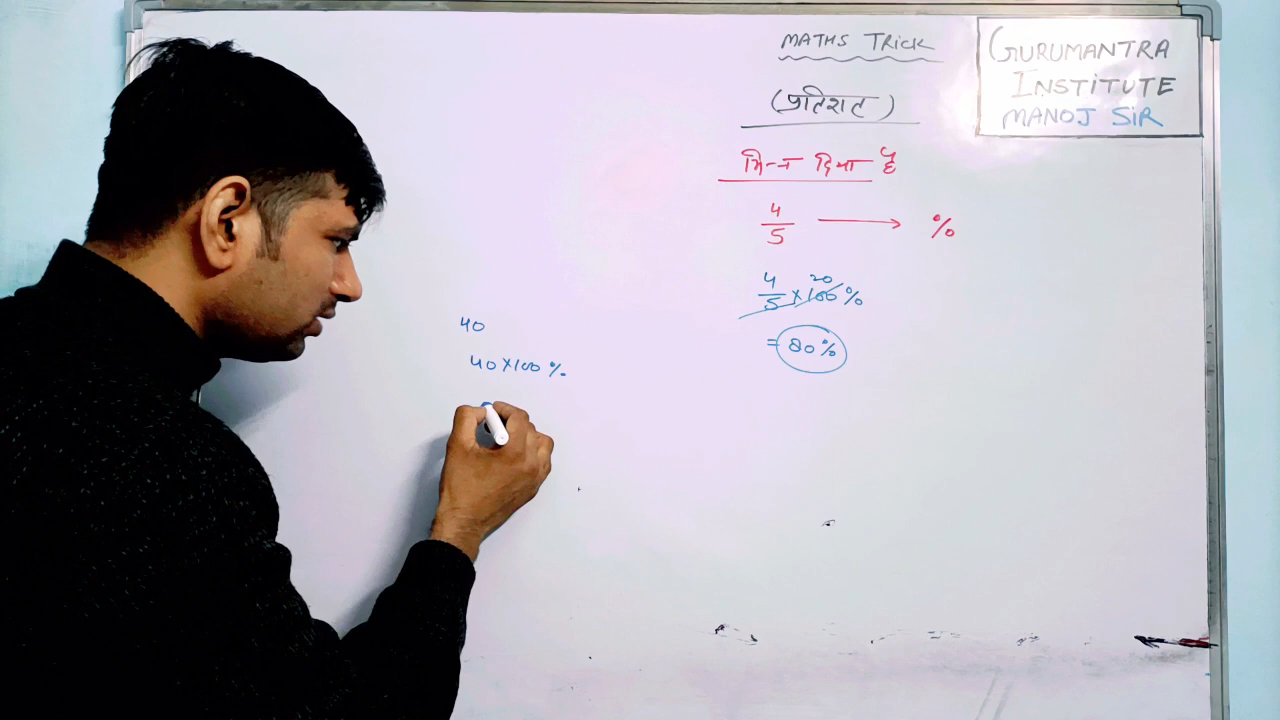 MATHS TRICK
(प्रतिशत)
भिन्न दिया है
4/5 → %
4/5 × 100 % 20
= 80%
40
40 × 100 %
GURUMANTRA
INSTITUTE
MANOJ SIR